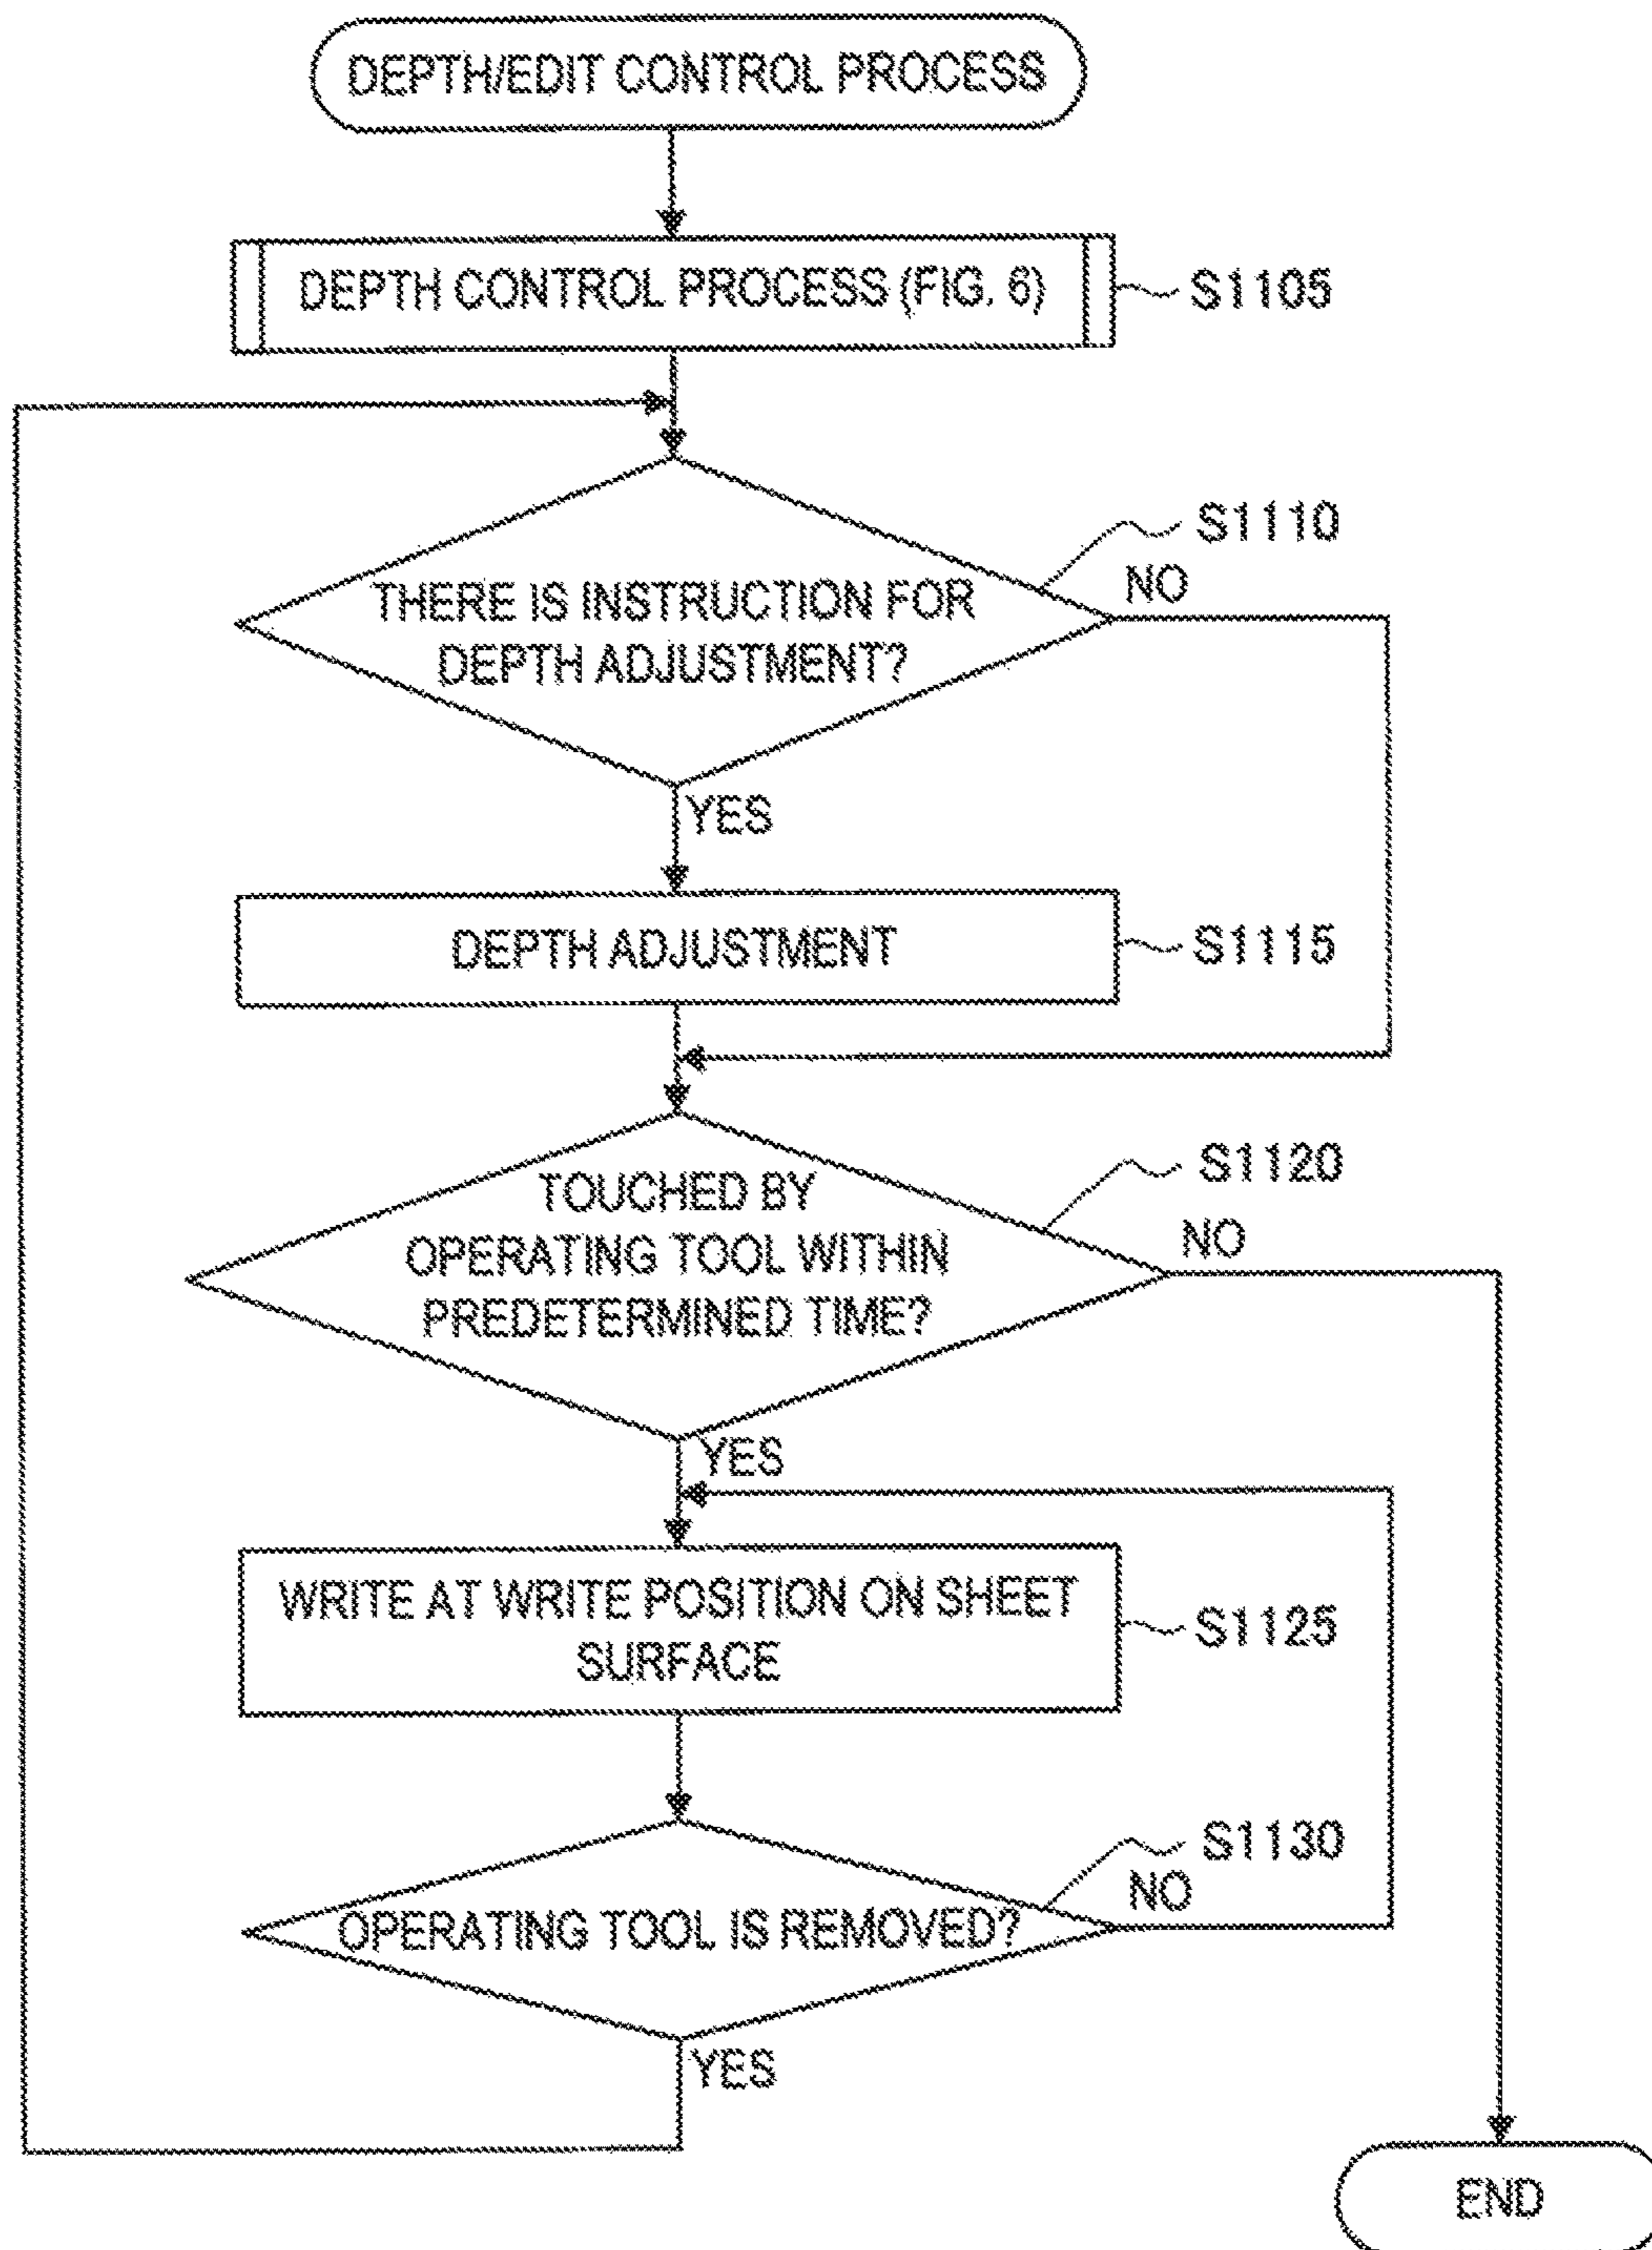 DEPTH/EDIT CONTROL PROCESS
DEPTH CONTROL PROCESS (FIG. 6)
S1105
S1110
NO
THERE IS INSTRUCTION FOR
DEPTH ADJUSTMENT?
YES
DEPTH ADJUSTMENT
S1115
S1120
NO
TOUCHED BY
OPERATING TOOL WITHIN
PREDETERMINED TIME?
YES
WRITE AT WRITE POSITION ON SHEET
SURFACE
S1125
S1130
NO
OPERATING TOOL IS REMOVED?
YES
END